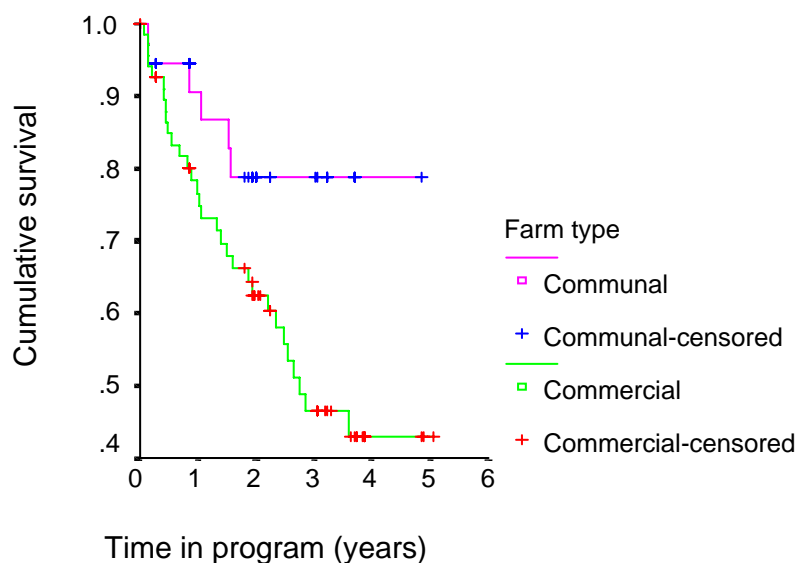 Cumulative survival
1.0
.9
.8
.7
.6
.5
.4
0 1 2 3 4 5 6
Time in program (years)
Farm type
Communal
Communal-censored
Commercial
Commercial-censored